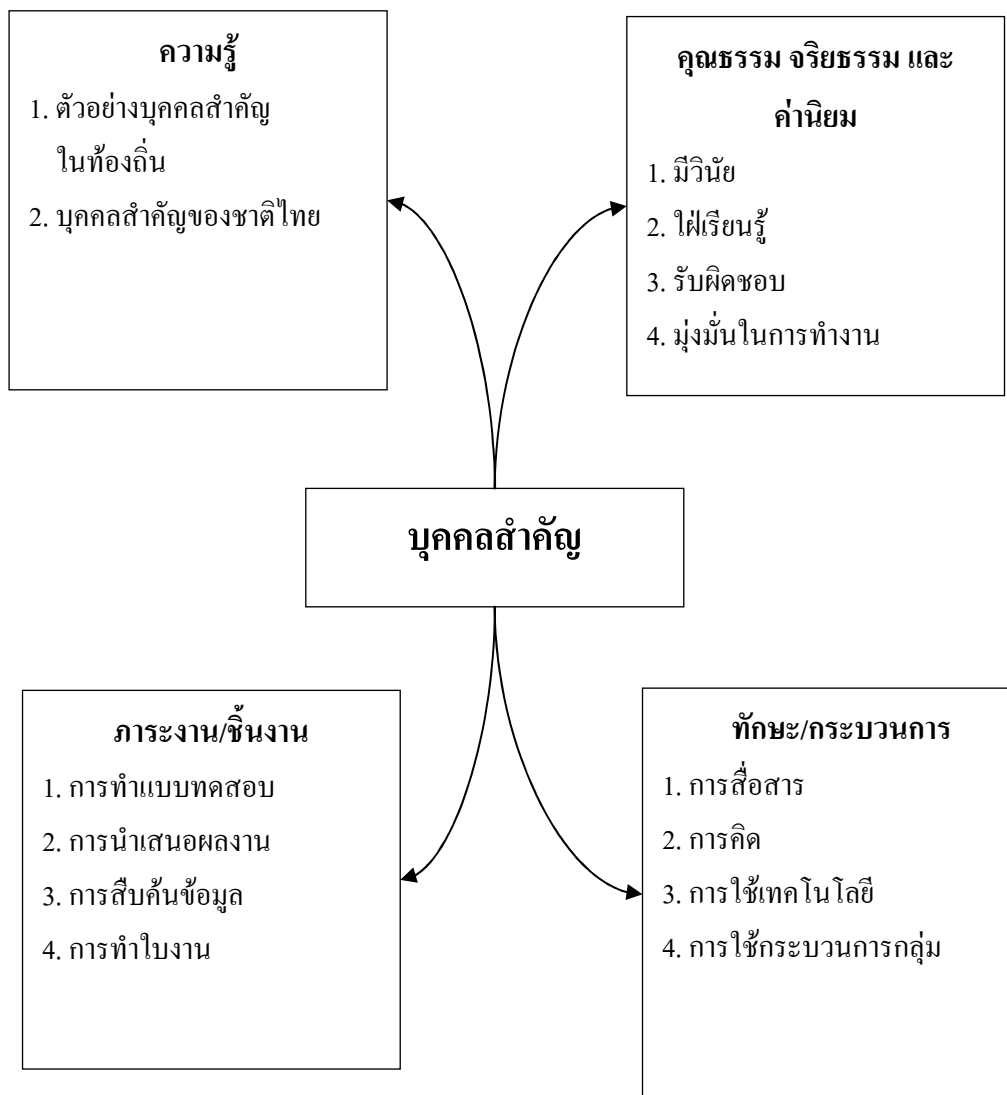 ความรู้
1. ตัวอย่างบุคคลสำคัญ
ในท้องถิ่น
2. บุคคลสำคัญของชาติไทย
คุณธรรม จริยธรรม และ
ค่านิยม
1. มีวินัย
2. ใฝ่เรียนรู้
3. รับผิดชอบ
4. มุ่งมั่นในการทำงาน
บุคคลสำคัญ
ภาระงาน/ชิ้นงาน
1. การทำแบบทดสอบ
2. การนำเสนอผลงาน
3. การสืบค้นข้อมูล
4. การทำใบงาน
ทักษะ/กระบวนการ
1. การสื่อสาร
2. การคิด
3. การใช้เทคโนโลยี
4. การใช้กระบวนการกลุ่ม